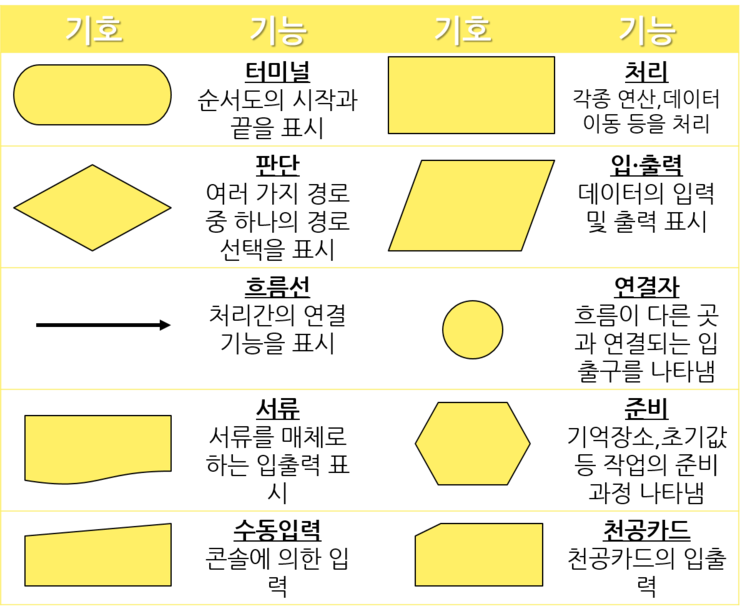 기호 기능 기호 기능
터미널
순서도의 시작과
끝을 표시
처리
각종 연산,데이터
이동 등을 처리
판단
여러 가지 경로
중 하나의 경로
선택을 표시
입·출력
데이터의 입력
및 출력 표시
흐름선
처리간의 연결
기능을 표시
연결자
흐름이 다른 곳
과 연결되는 입
출구를 나타냄
서류
서류를 매체로
하는 입출력 표
시
준비
기억장소,초기값
등 작업의 준비
과정 나타냄
수동입력
콘솔에 의한 입
력
천공카드
천공카드의 입출
력